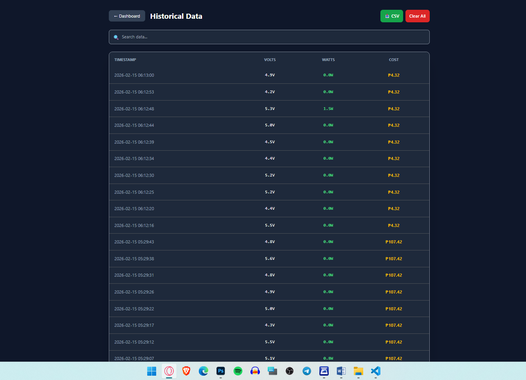 ← Dashboard Historical Data CSV Clear All
Search data...
TIMESTAMP VOLTS WATTS COST
2026-02-15 06:13:00 4.9V 0.0W ₱4.32
2026-02-15 06:12:53 4.2V 0.0W ₱4.32
2026-02-15 06:12:48 5.3V 1.5W ₱4.32
2026-02-15 06:12:44 5.0V 0.0W ₱4.32
2026-02-15 06:12:39 4.5V 0.0W ₱4.32
2026-02-15 06:12:34 4.4V 0.0W ₱4.32
2026-02-15 06:12:30 5.2V 0.0W ₱4.32
2026-02-15 06:12:25 5.2V 0.0W ₱4.32
2026-02-15 06:12:20 4.4V 0.0W ₱4.32
2026-02-15 06:12:16 5.5V 0.0W ₱4.32
2026-02-15 05:29:43 4.8V 0.0W ₱107.42
2026-02-15 05:29:36 5.6V 0.0W ₱107.42
2026-02-15 05:29:31 4.8V 0.0W ₱107.42
2026-02-15 05:29:26 4.9V 0.0W ₱107.42
2026-02-15 05:29:22 5.0V 0.0W ₱107.42
2026-02-15 05:29:17 4.3V 0.0W ₱107.42
2026-02-15 05:29:12 5.5V 0.0W ₱107.42
2026-02-15 05:29:07 5.5V 0.0W ₱107.42